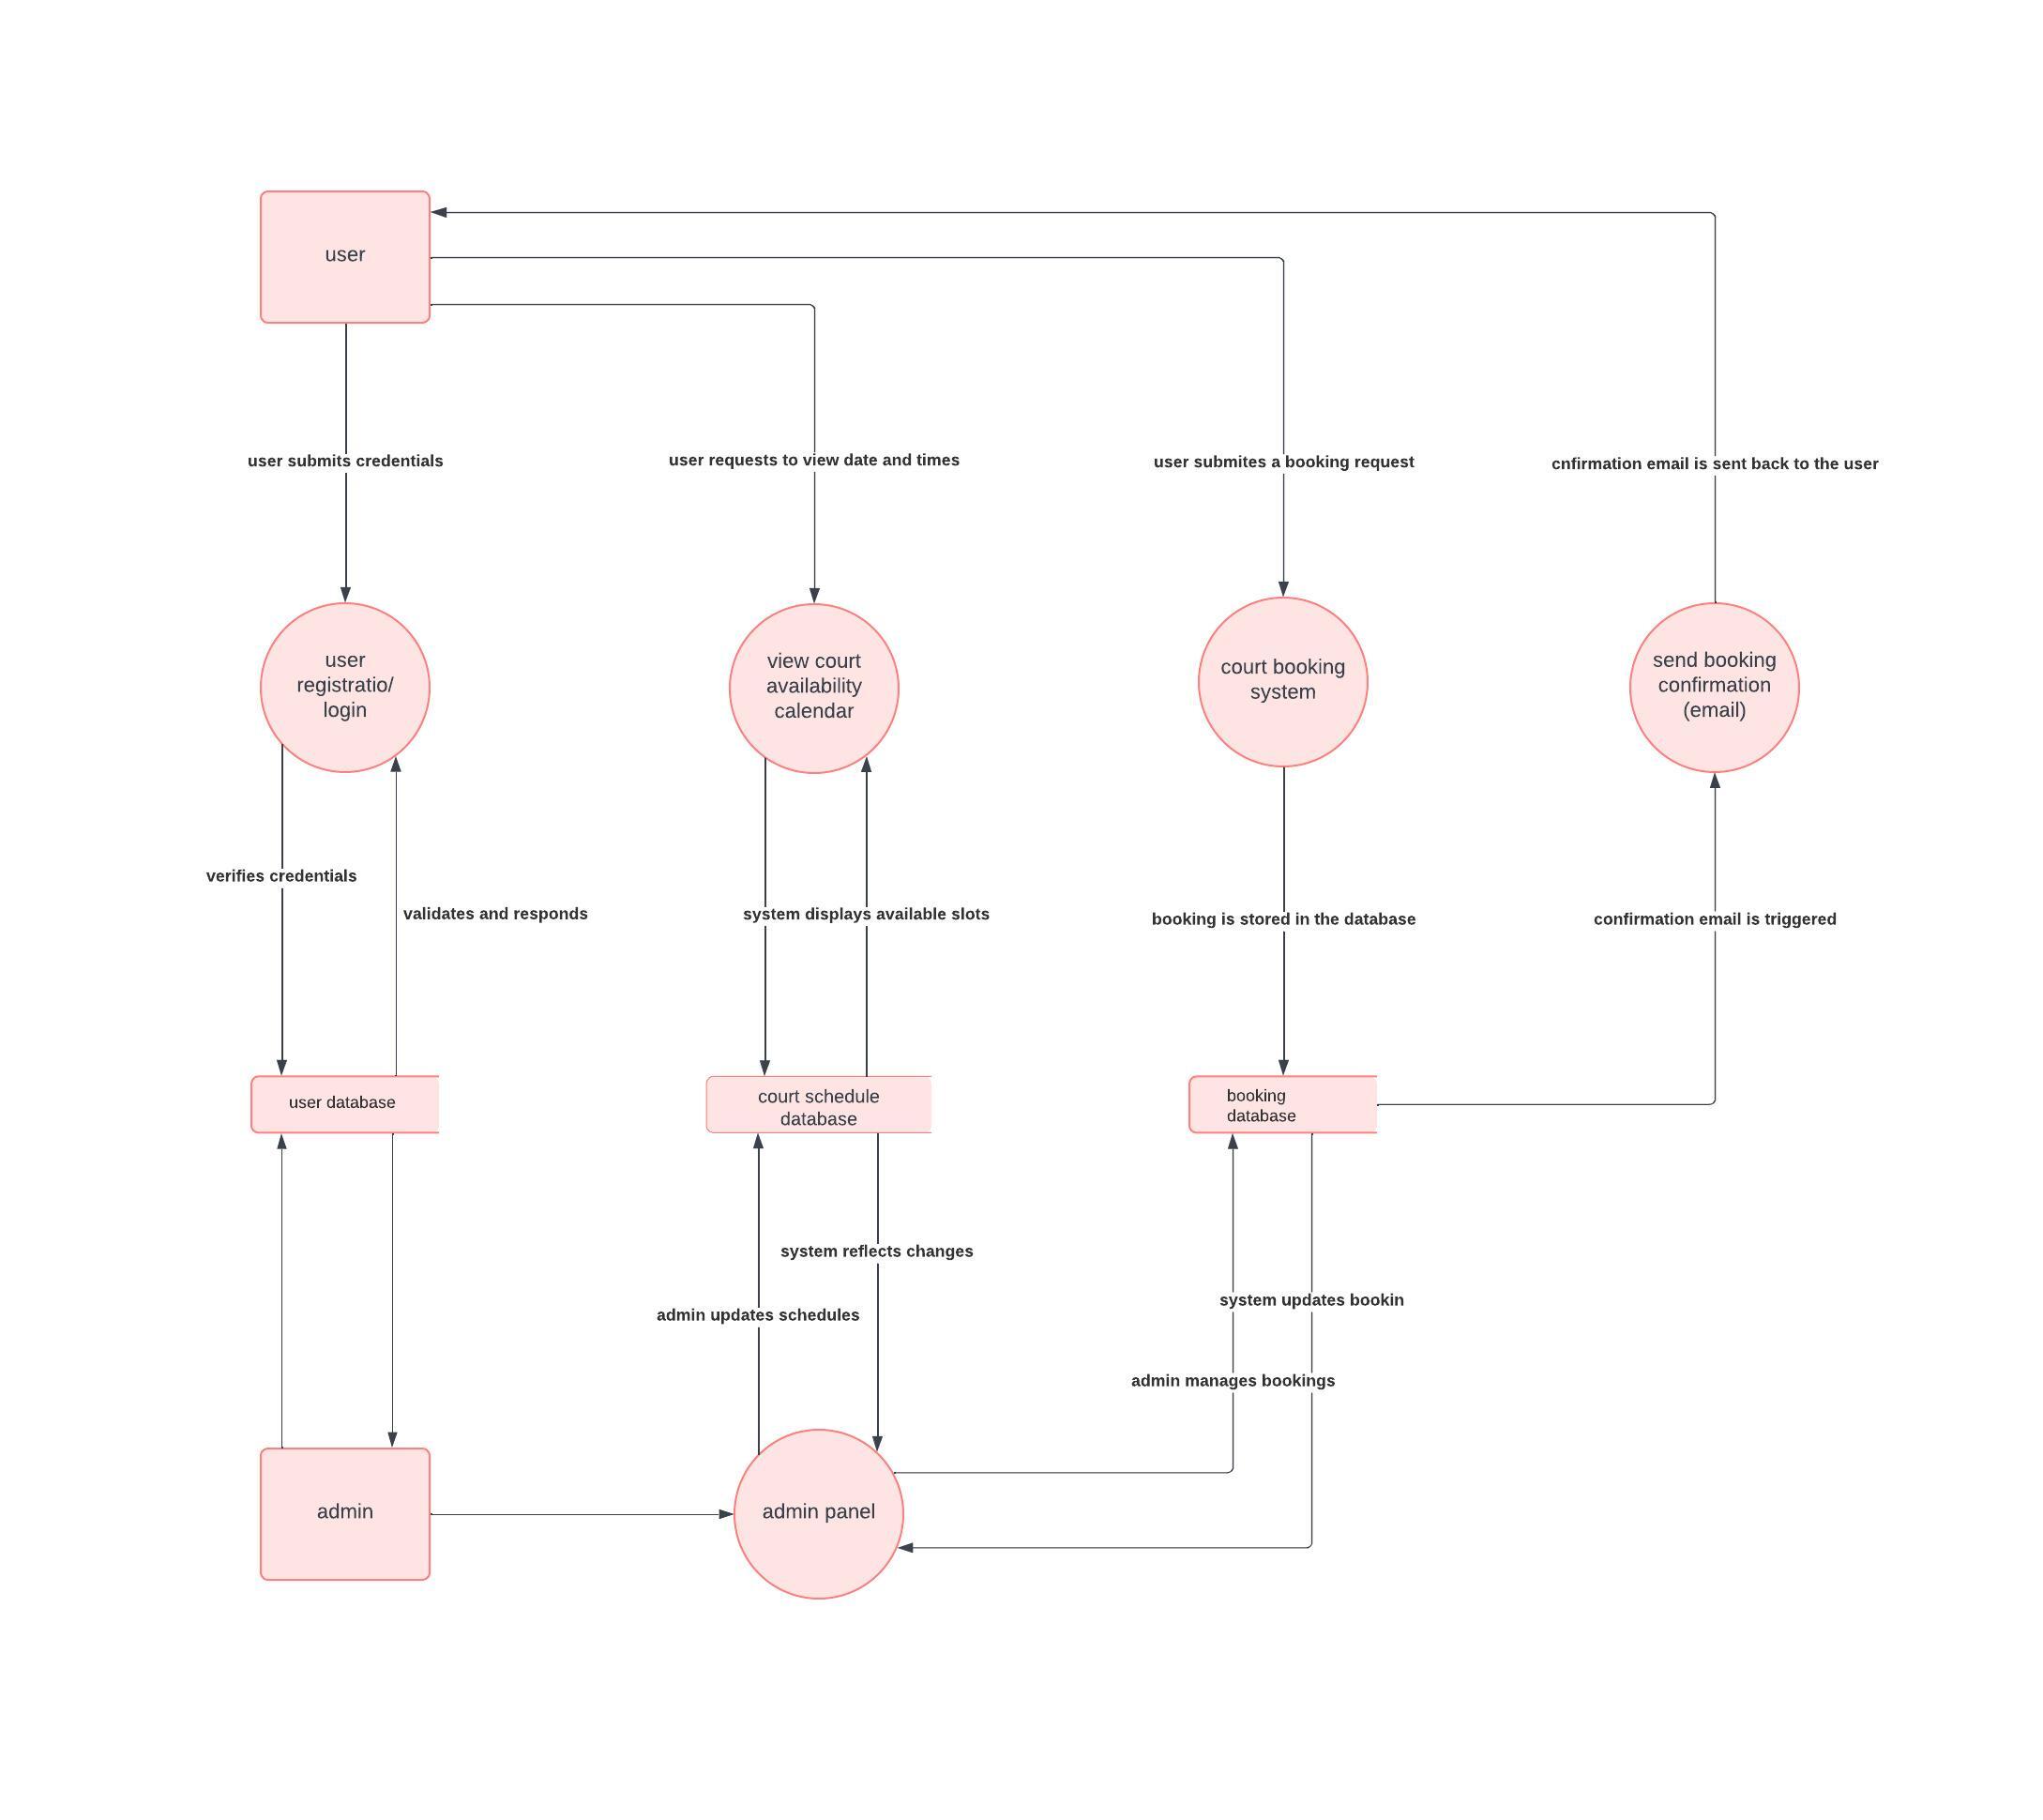 user
user submits credentials
user requests to view date and times
user submites a booking request
cnfirmation email is sent back to the user
user
registratio/
login
view court
availability
calendar
court booking
system
send booking
confirmation
(email)
verifies credentials
validates and responds
system displays available slots
booking is stored in the database
confirmation email is triggered
user database
court schedule
database
booking
database
system reflects changes
admin updates schedules
system updates bookin
admin manages bookings
admin
admin panel